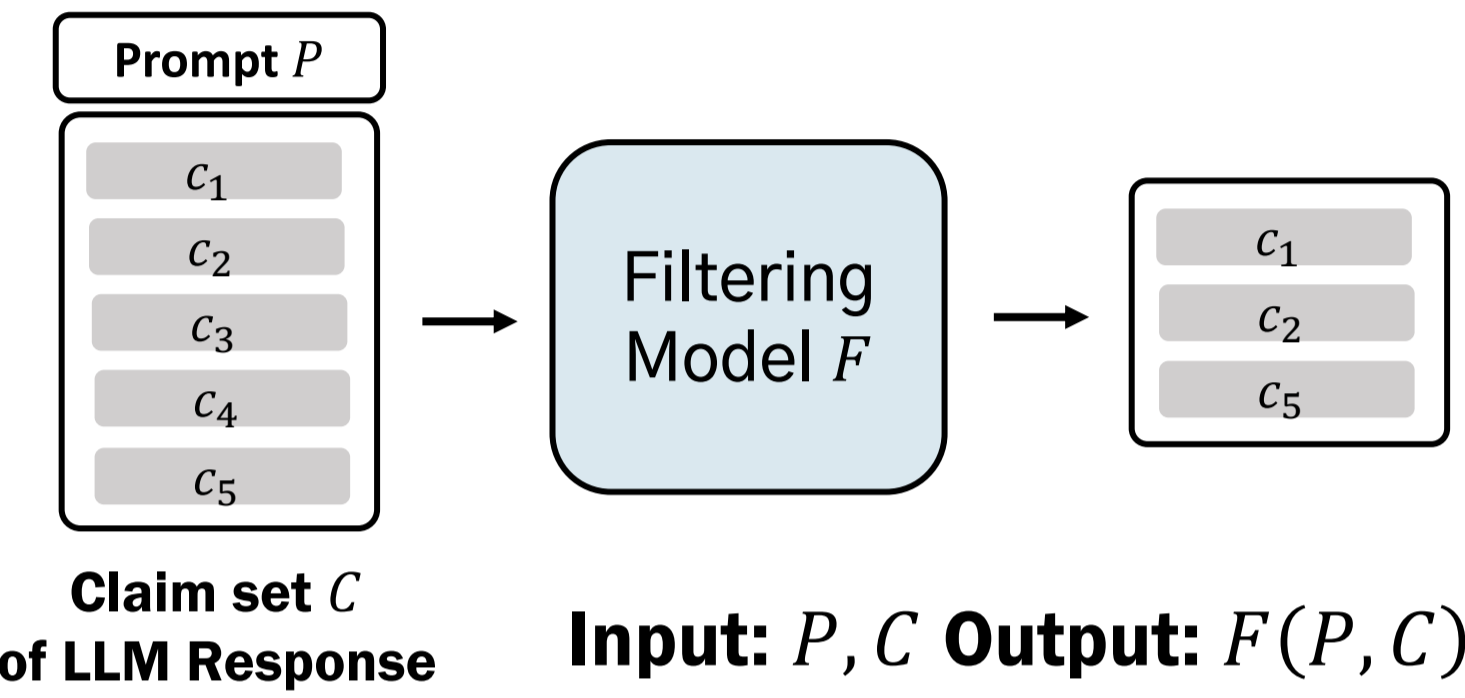 Prompt P
c₁
c₂
c₃
c₄
c₅
Claim set C
of LLM Response
Filtering
Model F
c₁
c₂
c₅
Input: P, C Output: F(P, C)